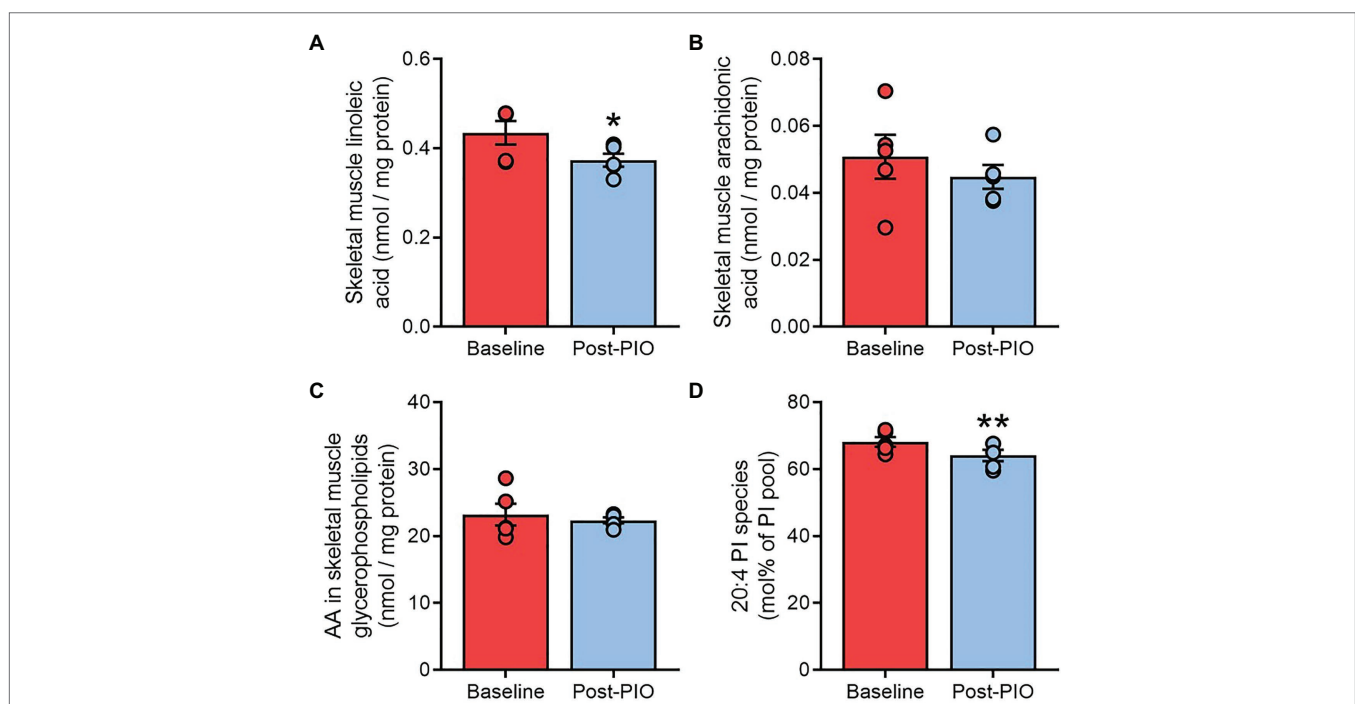 A
Skeletal muscle linoleic
acid (nmol / mg protein)
0.6
0.4
0.2
0.0
*
Baseline
Post-PIO
B
Skeletal muscle arachidonic
acid (nmol / mg protein)
0.08
0.06
0.04
0.02
0.00
Baseline
Post-PIO
C
AA in skeletal muscle
glycerophospholipids
(nmol / mg protein)
40
30
20
10
0
Baseline
Post-PIO
D
20:4 PI species
(mol% of PI pool)
80
60
40
20
0
**
Baseline
Post-PIO